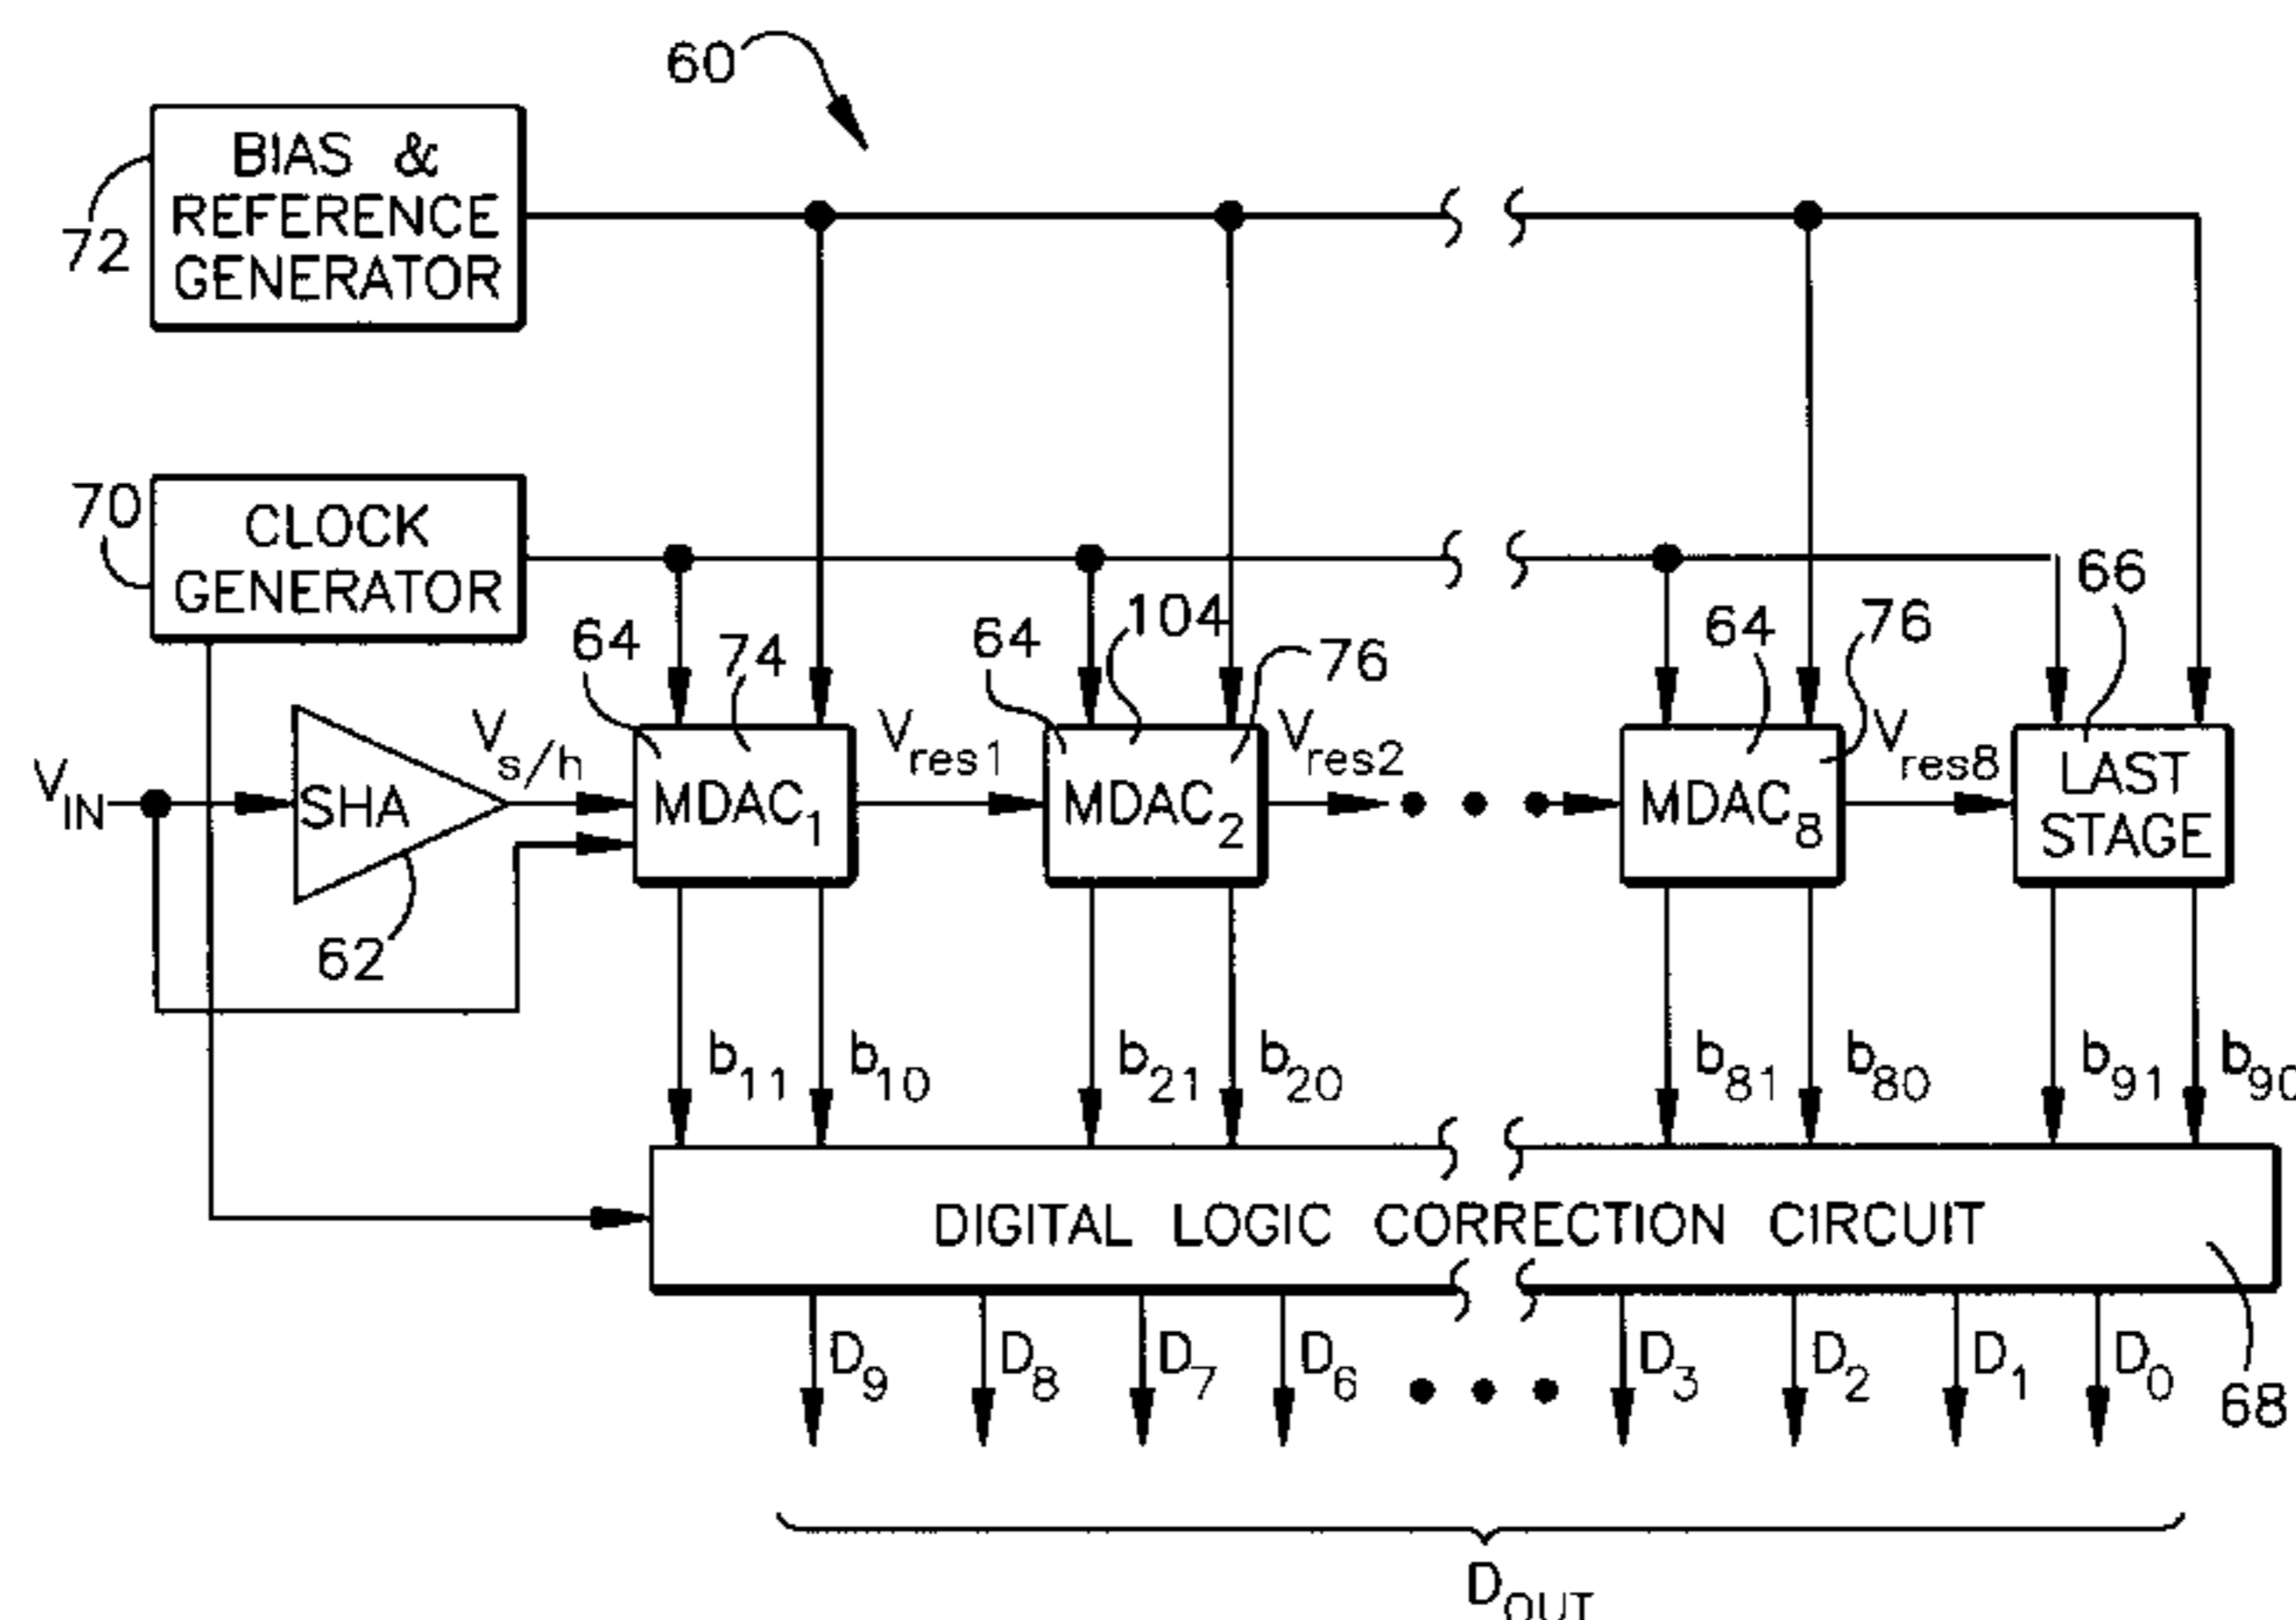 60
BIAS &
REFERENCE
GENERATOR
72
70
CLOCK
GENERATOR
66
64
74
64
104
76
64
76
V_IN
SHA
V_s/h
MDAC_1
V_res1
MDAC_2
V_res2
MDAC_8
V_res8
LAST
STAGE
62
b_11
b_10
b_21
b_20
b_81
b_80
b_91
b_90
DIGITAL LOGIC CORRECTION CIRCUIT
D_9
D_8
D_7
D_6
D_3
D_2
D_1
D_0
68
D_OUT